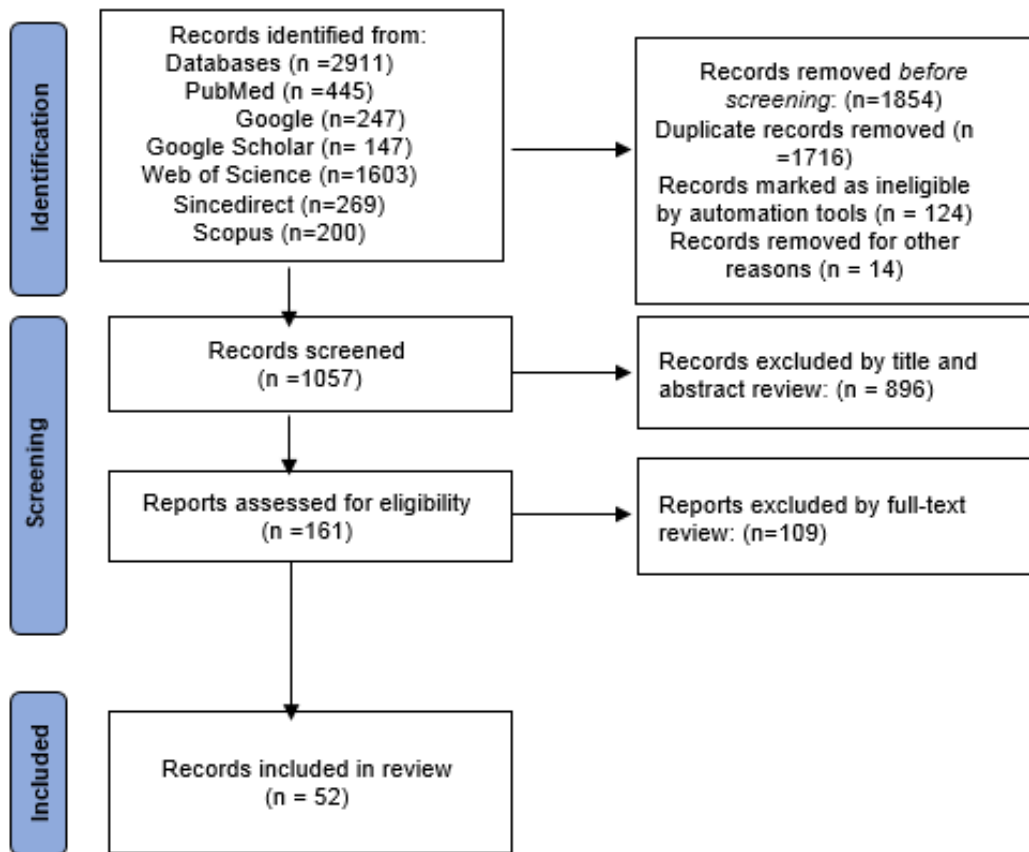 Identification
Records identified from:
Databases (n =2911)
PubMed (n =445)
Google (n=247)
Google Scholar (n= 147)
Web of Science (n=1603)
Sincedirect (n=269)
Scopus (n=200)
Records removed before
screening: (n=1854)
Duplicate records removed (n
=1716)
Records marked as ineligible
by automation tools (n = 124)
Records removed for other
reasons (n = 14)
Screening
Records screened
(n =1057)
Records excluded by title and
abstract review: (n = 896)
Reports assessed for eligibility
(n =161)
Reports excluded by full-text
review: (n=109)
Included
Records included in review
(n = 52)